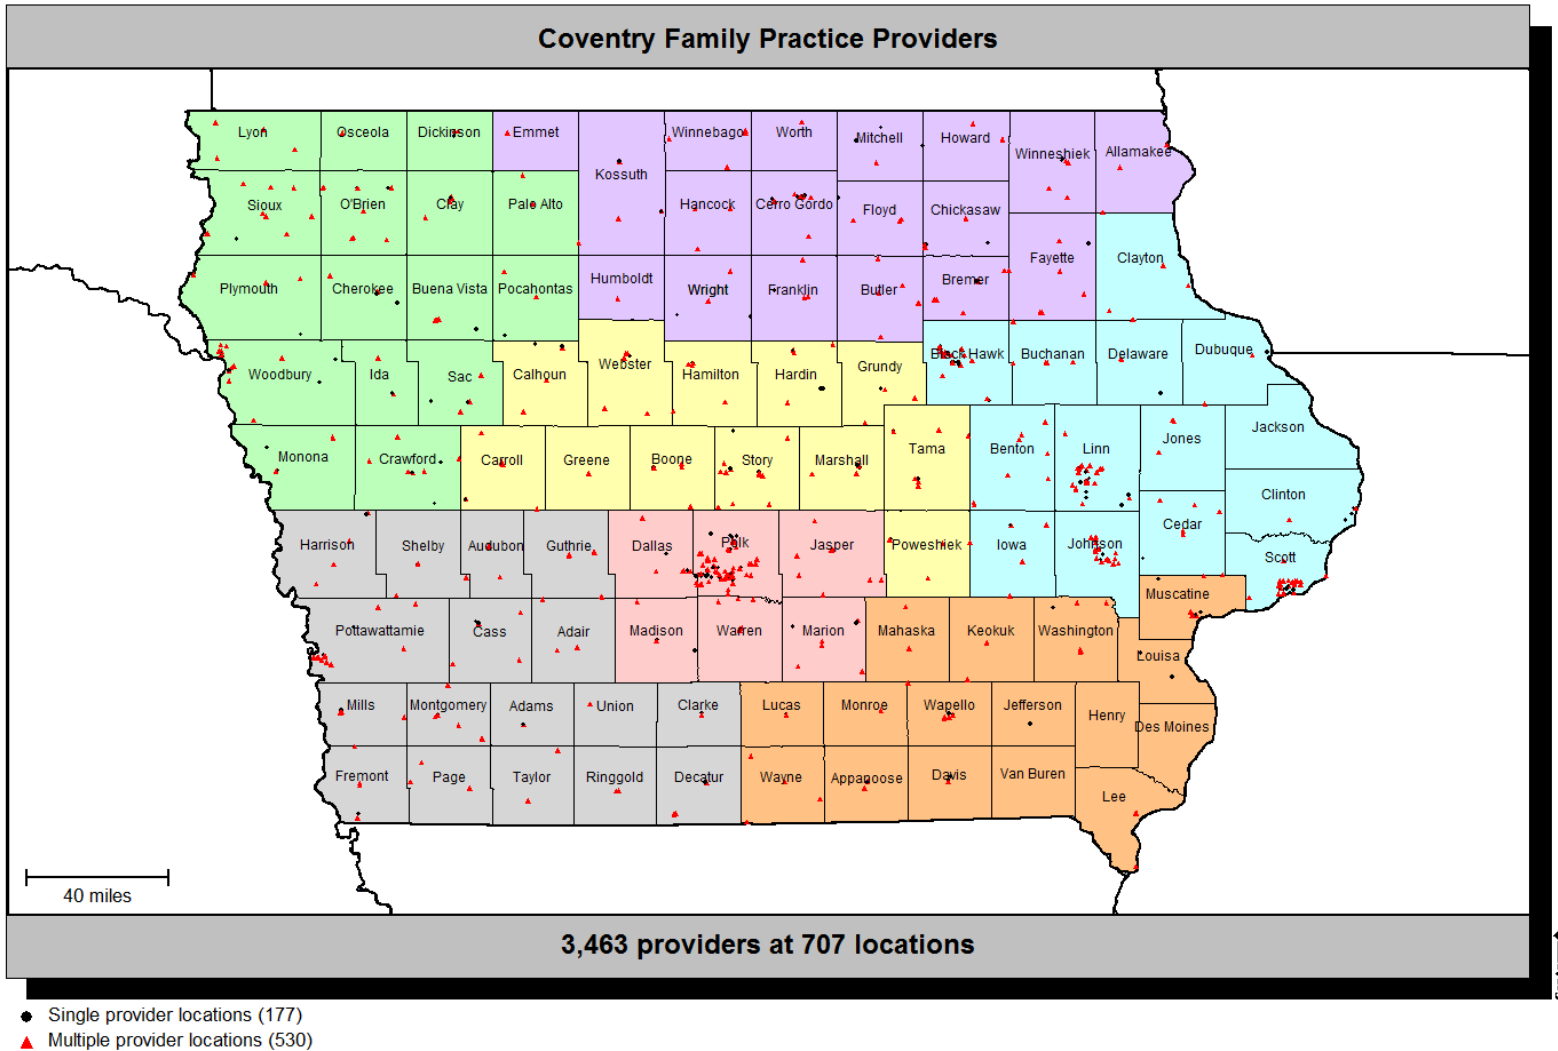 Coventry Family Practice Providers
Lyon Osceola Dickinson Emmet Winnebago Worth Mitchell Howard Winneshiek Allamakee
Kossuth
Sioux O'Brien Clay Palo Alto Hancock Cerro Gordo Floyd Chickasaw
Fayette Clayton
Plymouth Cherokee Buena Vista Pocahontas Humboldt Wright Franklin Butler Bremer
Woodbury Ida Sac Calhoun Webster Hamilton Hardin Grundy Black Hawk Buchanan Delaware Dubuque
Monona Crawford Carroll Greene Boone Story Marshall Tama Benton Linn Jones Jackson
Clinton
Harrison Shelby Audubon Guthrie Dallas Polk Jasper Poweshiek Iowa Johnson Cedar Scott
Muscatine
Pottawattamie Cass Adair Madison Warren Marion Mahaska Keokuk Washington Louisa
Mills Montgomery Adams Union Clarke Lucas Monroe Wapello Jefferson Henry Des Moines
Fremont Page Taylor Ringgold Decatur Wayne Appanoose Davis Van Buren Lee
40 miles
3,463 providers at 707 locations
Single provider locations (177)
Multiple provider locations (530)